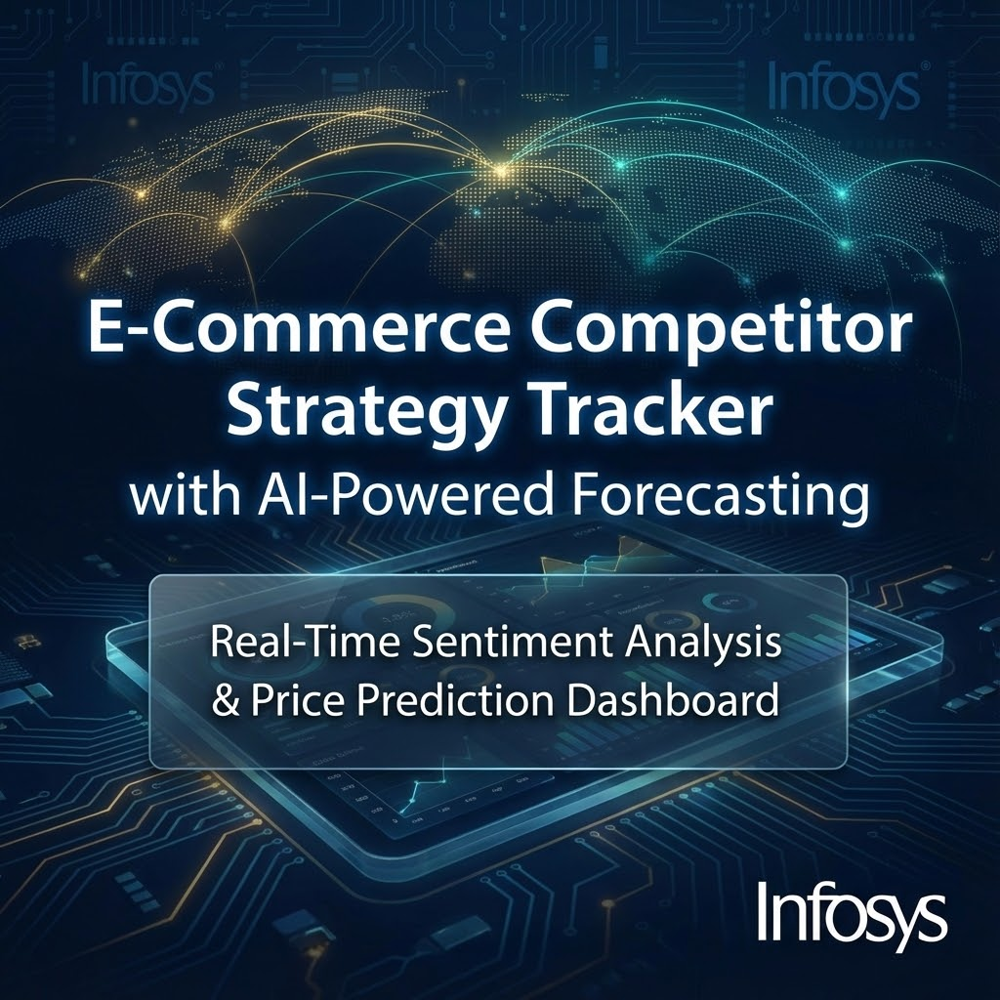 Infosys®
Infosys®
E-Commerce Competitor
Strategy Tracker
with AI-Powered Forecasting
Real-Time Sentiment Analysis
& Price Prediction Dashboard
Infosys